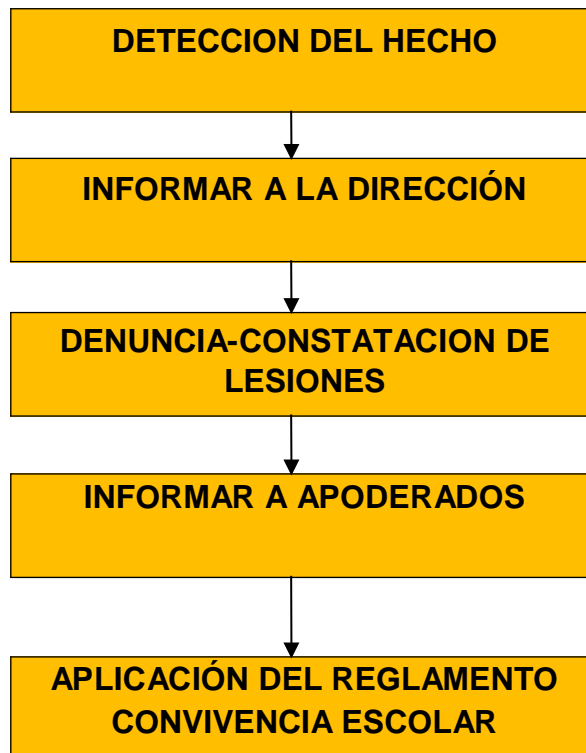 DETECCION DEL HECHO
INFORMAR A LA DIRECCIÓN
DENUNCIA-CONSTATACION DE
LESIONES
INFORMAR A APODERADOS
APLICACIÓN DEL REGLAMENTO
CONVIVENCIA ESCOLAR